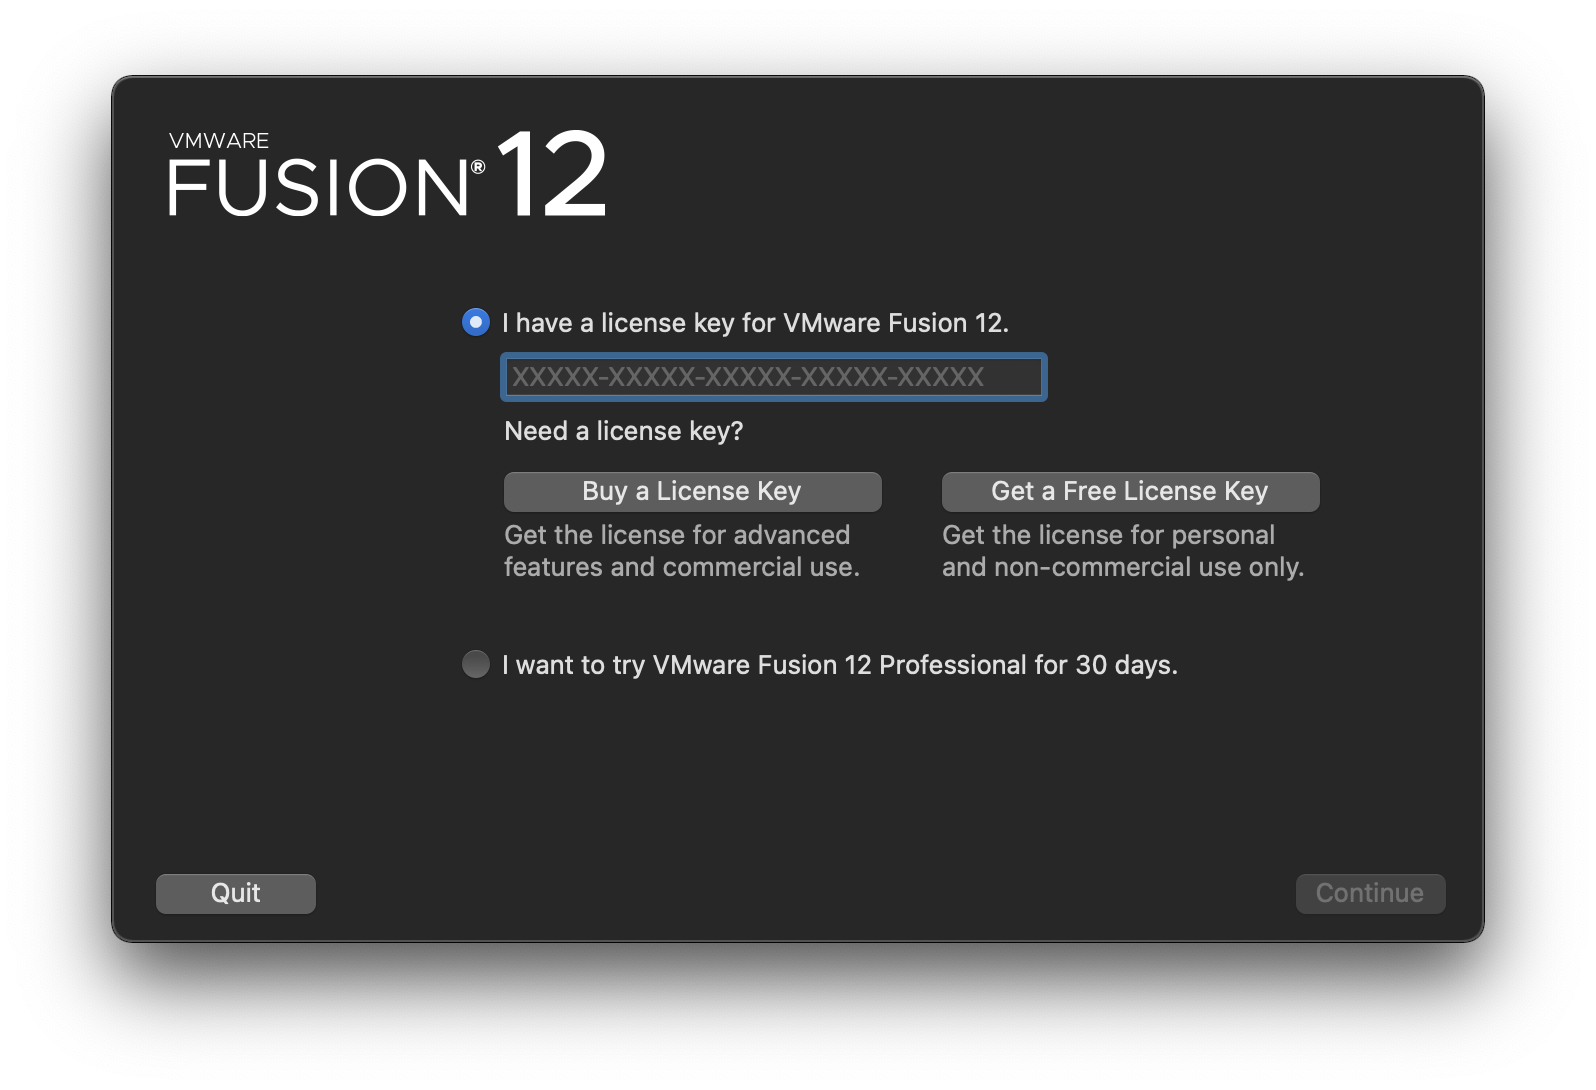 VMWARE
FUSION® 12
I have a license key for VMware Fusion 12.
XXXXX-XXXXX-XXXXX-XXXXX-XXXXX
Need a license key?
Buy a License Key
Get the license for advanced
features and commercial use.
Get a Free License Key
Get the license for personal
and non-commercial use only.
I want to try VMware Fusion 12 Professional for 30 days.
Quit
Continue